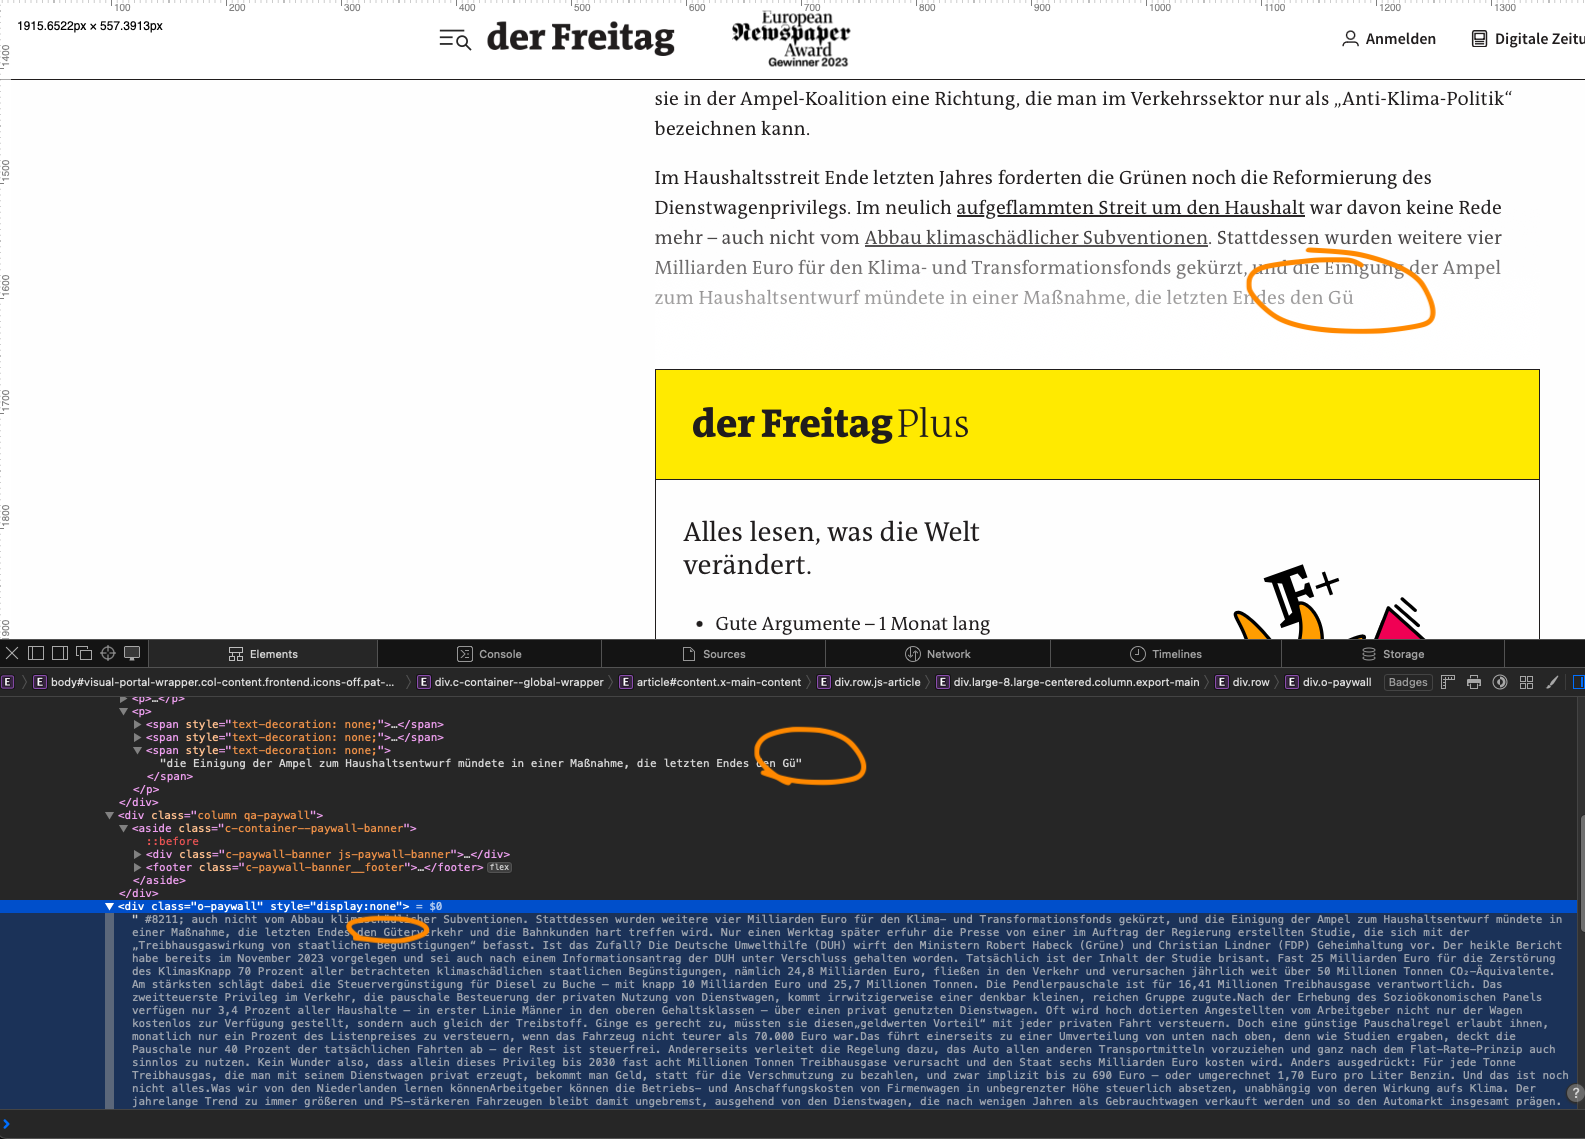 100 200 300 400 500 600 700 800 900 1000 1100 1200 1300
1915.6522px × 557.3913px
1400
1500
1600
1700
1800
1900
der Freitag
European
Newspaper
Award
Gewinner 2023
Anmelden
Digitale Zeitu
sie in der Ampel-Koalition eine Richtung, die man im Verkehrssektor nur als „Anti-Klima-Politik“
bezeichnen kann.
Im Haushaltsstreit Ende letzten Jahres forderten die Grünen noch die Reformierung des
Dienstwagenprivilegs. Im neulich aufgeflammten Streit um den Haushalt war davon keine Rede
mehr – auch nicht vom Abbau klimaschädlicher Subventionen. Stattdessen wurden weitere vier
Milliarden Euro für den Klima- und Transformationsfonds gekürzt, und die Einigung der Ampel
zum Haushaltsentwurf mündete in einer Maßnahme, die letzten Endes den Gü
der Freitag Plus
Alles lesen, was die Welt
verändert.
• Gute Argumente – 1 Monat lang
F+
Elements
Console
Sources
Network
Timelines
Storage
E
E body#visual-portal-wrapper.col-content.frontend.icons-off.pat-...
E div.c-container--global-wrapper
E article#content.x-main-content
E div.row.js-article
E div.large-8.large-centered.column.export-main
E div.row
E div.o-paywall
Badges
<p>…</p>
<p>
<span style="text-decoration: none;">…</span>
<span style="text-decoration: none;">…</span>
<span style="text-decoration: none;">
"die Einigung der Ampel zum Haushaltsentwurf mündete in einer Maßnahme, die letzten Endes den Gü"
</span>
</p>
</div>
<div class="column qa-paywall">
<aside class="c-container--paywall-banner">
::before
<div class="c-paywall-banner js-paywall-banner">…</div>
<footer class="c-paywall-banner__footer">…</footer> flex
</aside>
</div>
<div class="o-paywall" style="display:none"> = $0
" #8211; auch nicht vom Abbau klimaschädlicher Subventionen. Stattdessen wurden weitere vier Milliarden Euro für den Klima- und Transformationsfonds gekürzt, und die Einigung der Ampel zum Haushaltsentwurf mündete in
einer Maßnahme, die letzten Endes den Güterverkehr und die Bahnkunden hart treffen wird. Nur einen Werktag später erfuhr die Presse von einer im Auftrag der Regierung erstellten Studie, die sich mit der
„Treibhausgaswirkung von staatlichen Begünstigungen“ befasst. Ist das Zufall? Die Deutsche Umwelthilfe (DUH) wirft den Ministern Robert Habeck (Grüne) und Christian Lindner (FDP) Geheimhaltung vor. Der heikle Bericht
habe bereits im November 2023 vorgelegen und sei auch nach einem Informationsantrag der DUH unter Verschluss gehalten worden. Tatsächlich ist der Inhalt der Studie brisant. Fast 25 Milliarden Euro für die Zerstörung
des KlimasKnapp 70 Prozent aller betrachteten klimaschädlichen staatlichen Begünstigungen, nämlich 24,8 Milliarden Euro, fließen in den Verkehr und verursachen jährlich weit über 50 Millionen Tonnen CO₂-Äquivalente.
Am stärksten schlägt dabei die Steuervergünstigung für Diesel zu Buche – mit knapp 10 Milliarden Euro und 25,7 Millionen Tonnen. Die Pendlerpauschale ist für 16,41 Millionen Treibhausgase verantwortlich. Das
zweitteuerste Privileg im Verkehr, die pauschale Besteuerung der privaten Nutzung von Dienstwagen, kommt irrwitzigerweise einer denkbar kleinen, reichen Gruppe zugute.Nach der Erhebung des Sozioökonomischen Panels
verfügen nur 3,4 Prozent aller Haushalte – in erster Linie Männer in den oberen Gehaltsklassen – über einen privat genutzten Dienstwagen. Oft wird hoch dotierten Angestellten vom Arbeitgeber nicht nur der Wagen
kostenlos zur Verfügung gestellt, sondern auch gleich der Treibstoff. Ginge es gerecht zu, müssten sie diesen„geldwerten Vorteil“ mit jeder privaten Fahrt versteuern. Doch eine günstige Pauschalregel erlaubt ihnen,
monatlich nur ein Prozent des Listenpreises zu versteuern, wenn das Fahrzeug nicht teurer als 70.000 Euro war.Das führt einerseits zu einer Umverteilung von unten nach oben, denn wie Studien ergaben, deckt die
Pauschale nur 40 Prozent der tatsächlichen Fahrten ab – der Rest ist steuerfrei. Andererseits verleitet die Regelung dazu, das Auto allen anderen Transportmitteln vorzuziehen und ganz nach dem Flat-Rate-Prinzip auch
sinnlos zu nutzen. Kein Wunder also, dass allein dieses Privileg bis 2030 fast acht Millionen Tonnen Treibhausgase verursacht und den Staat sechs Milliarden Euro kosten wird. Anders ausgedrückt: Für jede Tonne
Treibhausgas, die man mit seinem Dienstwagen privat erzeugt, bekommt man Geld, statt für die Verschmutzung zu bezahlen, und zwar implizit bis zu 690 Euro – oder umgerechnet 1,70 Euro pro Liter Benzin. Und das ist noch
nicht alles.Was wir von den Niederlanden lernen könnenArbeitgeber können die Betriebs- und Anschaffungskosten von Firmenwagen in unbegrenzter Höhe steuerlich absetzen, unabhängig von deren Wirkung aufs Klima. Der
jahrelange Trend zu immer größeren und PS-stärkeren Fahrzeugen bleibt damit ungebremst, ausgehend von den Dienstwagen, die nach wenigen Jahren als Gebrauchtwagen verkauft werden und so den Automarkt insgesamt prägen.
?